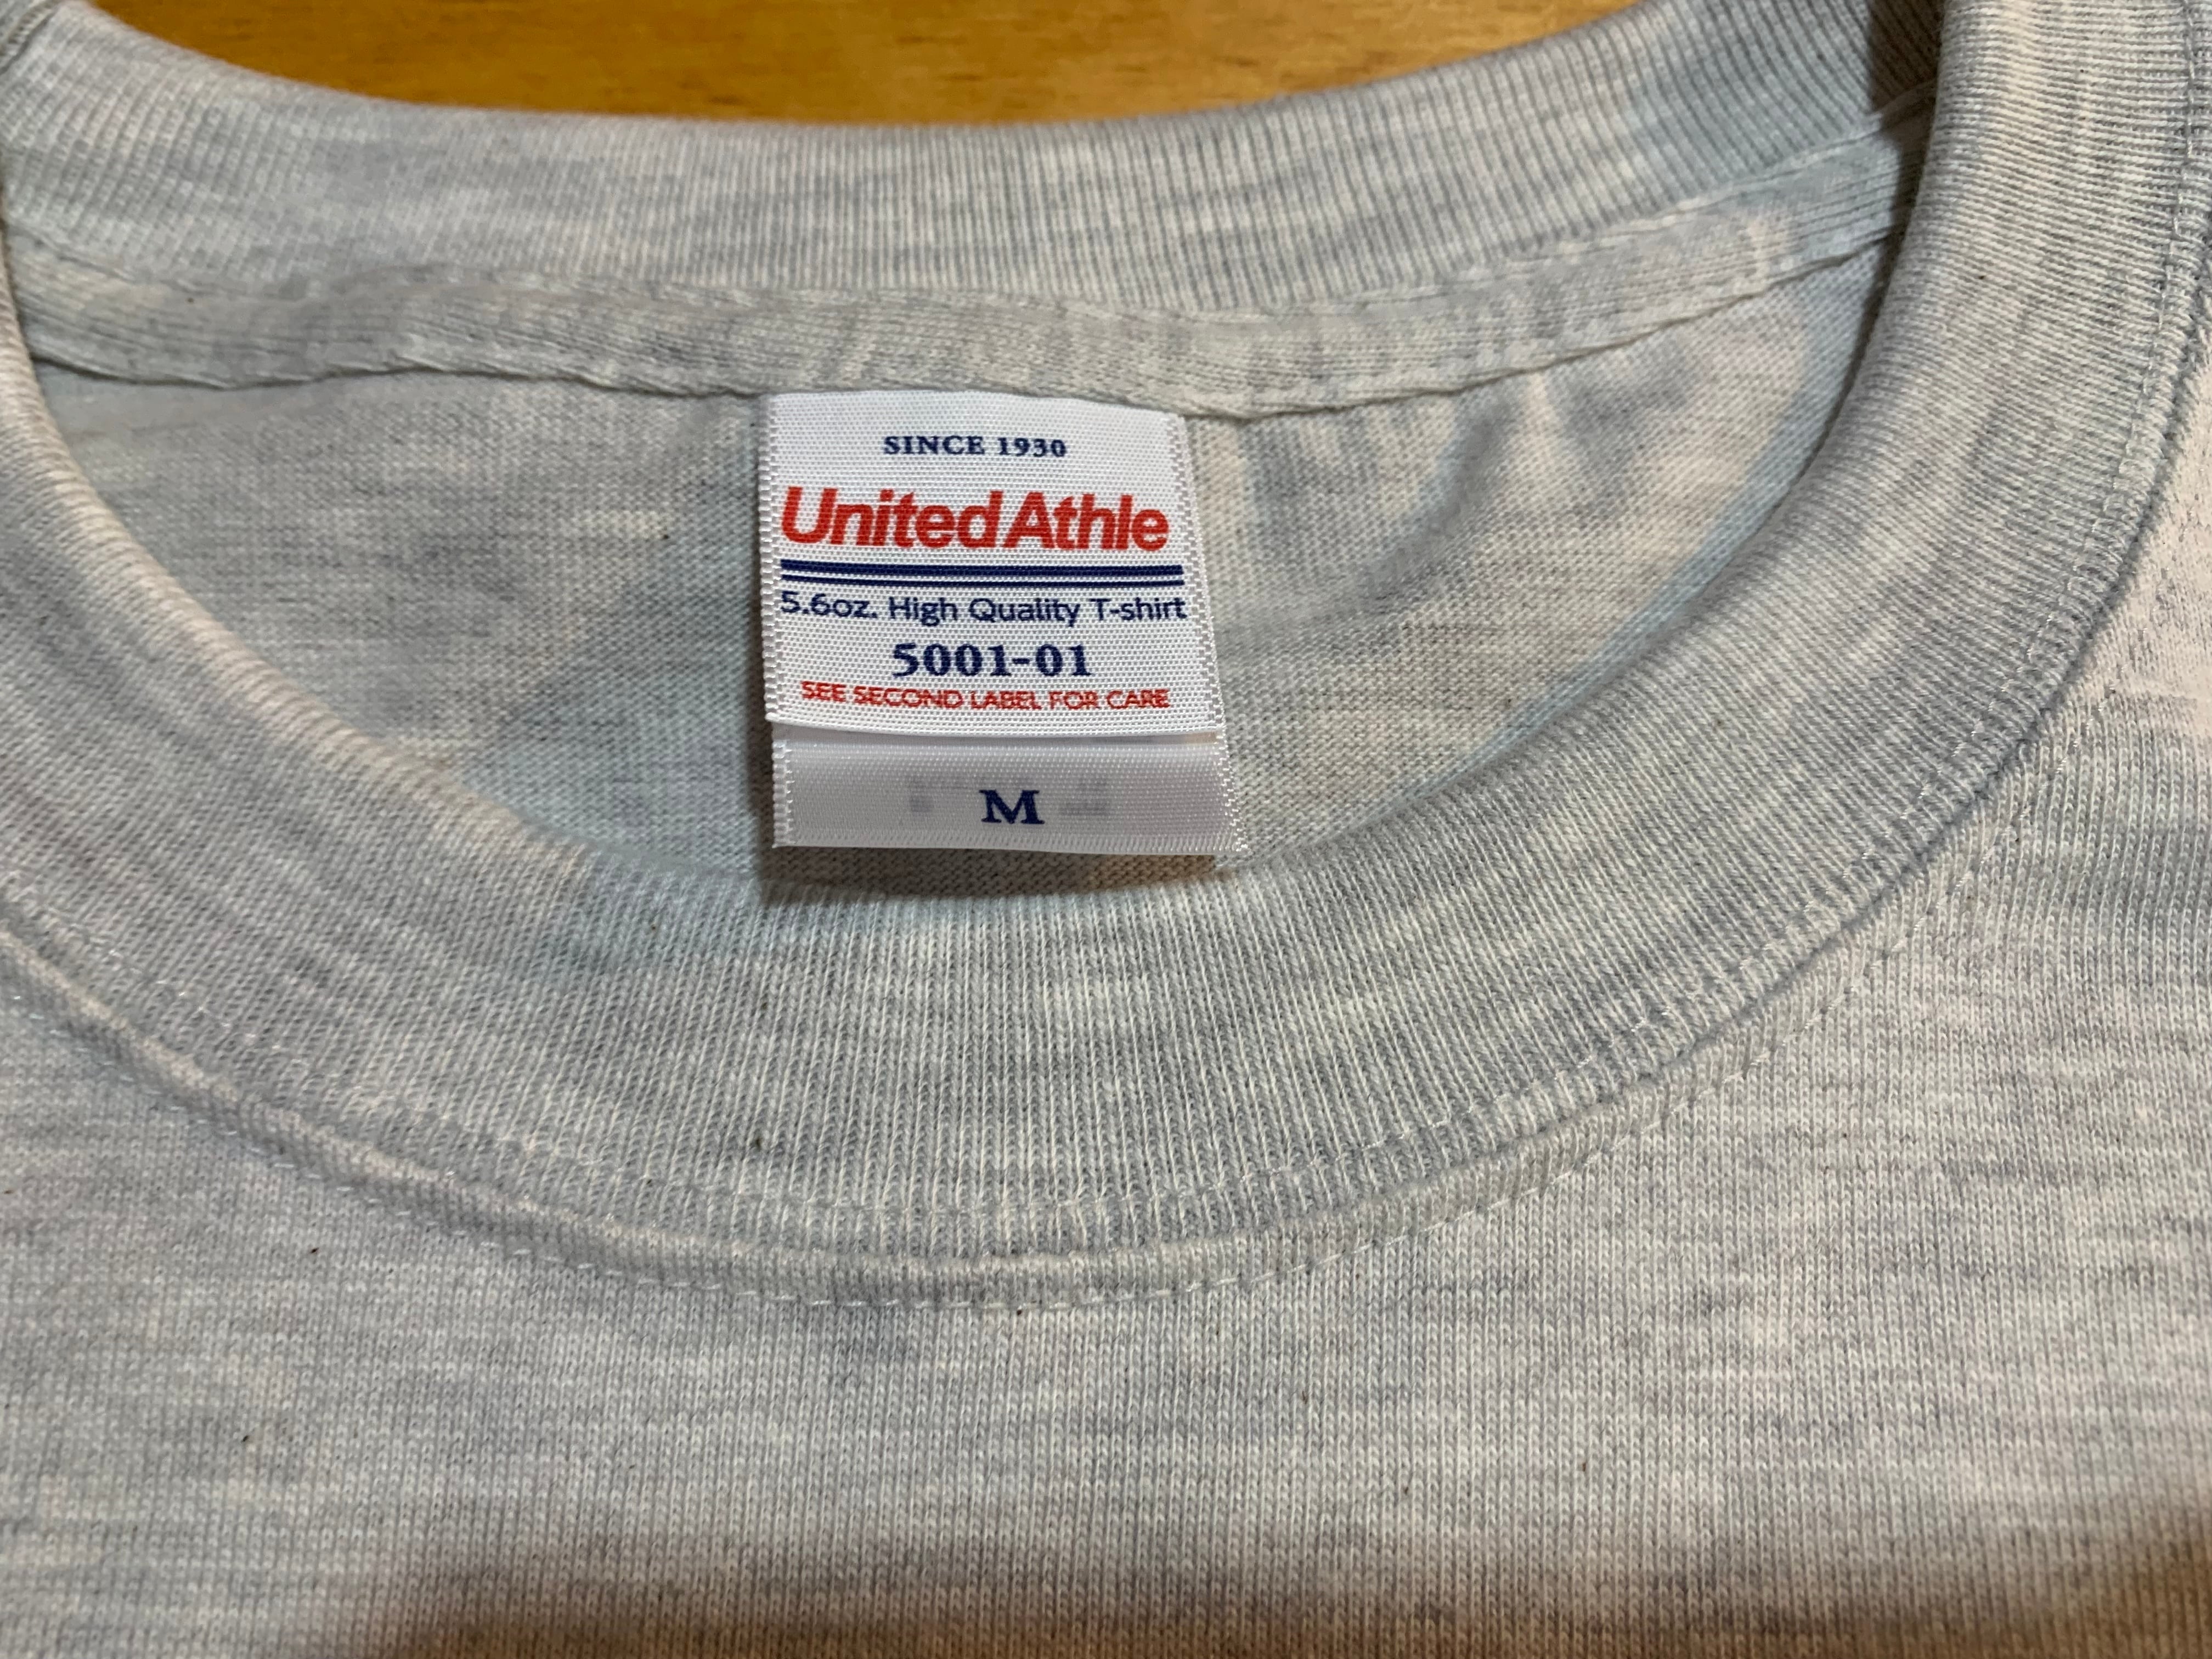 SINCE 1930
United Athle
5.6oz. High Quality T-shirt
5001-01
SEE SECOND LABEL FOR CARE
M